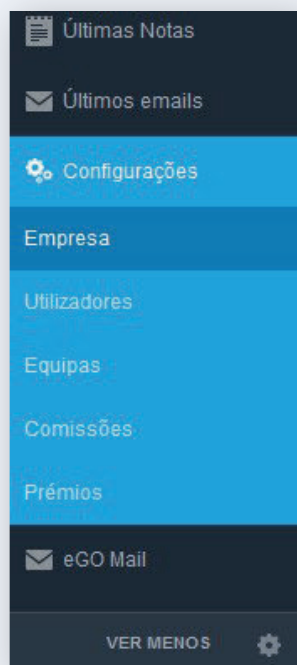 Últimas Notas
Últimos emails
Configurações
Empresa
Utilizadores
Equipas
Comissões
Prémios
eGO Mail
VER MENOS